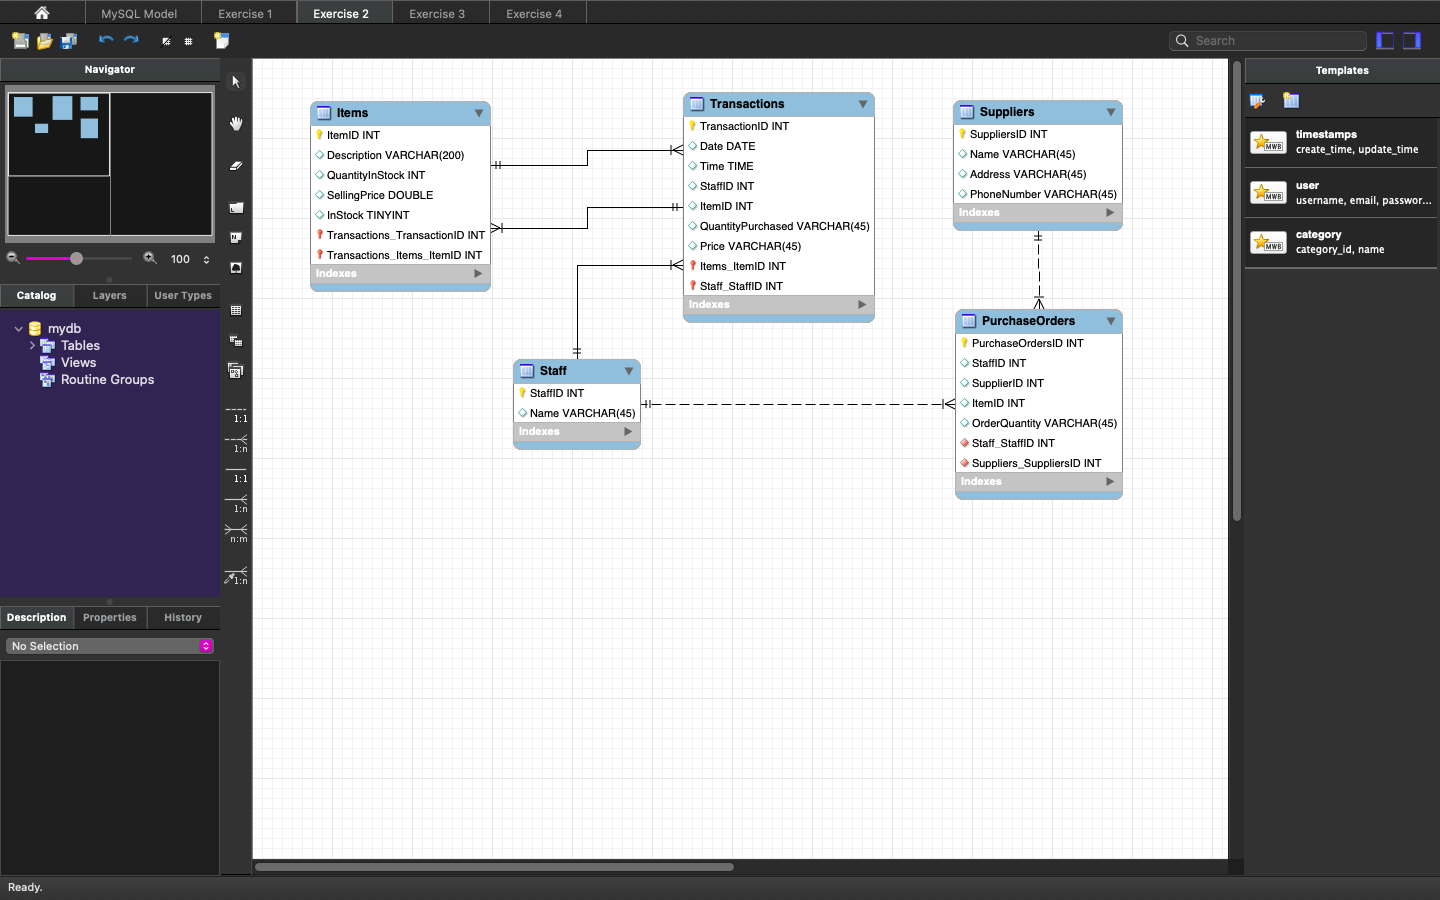 MySQL Model
Exercise 1
Exercise 2
Exercise 3
Exercise 4
Search
Navigator
100
Catalog
Layers
User Types
mydb
Tables
Views
Routine Groups
Description
Properties
History
No Selection
1:1
1:n
1:1
1:n
n:m
1:n
Items
ItemID INT
Description VARCHAR(200)
QuantityInStock INT
SellingPrice DOUBLE
InStock TINYINT
Transactions_TransactionID INT
Transactions_Items_ItemID INT
Indexes
Transactions
TransactionID INT
Date DATE
Time TIME
StaffID INT
ItemID INT
QuantityPurchased VARCHAR(45)
Price VARCHAR(45)
Items_ItemID INT
Staff_StaffID INT
Indexes
Suppliers
SuppliersID INT
Name VARCHAR(45)
Address VARCHAR(45)
PhoneNumber VARCHAR(45)
Indexes
Staff
StaffID INT
Name VARCHAR(45)
Indexes
PurchaseOrders
PurchaseOrdersID INT
StaffID INT
SupplierID INT
ItemID INT
OrderQuantity VARCHAR(45)
Staff_StaffID INT
Suppliers_SuppliersID INT
Indexes
Templates
MWB
timestamps
create_time, update_time
MWB
user
username, email, passwor...
MWB
category
category_id, name
Ready.